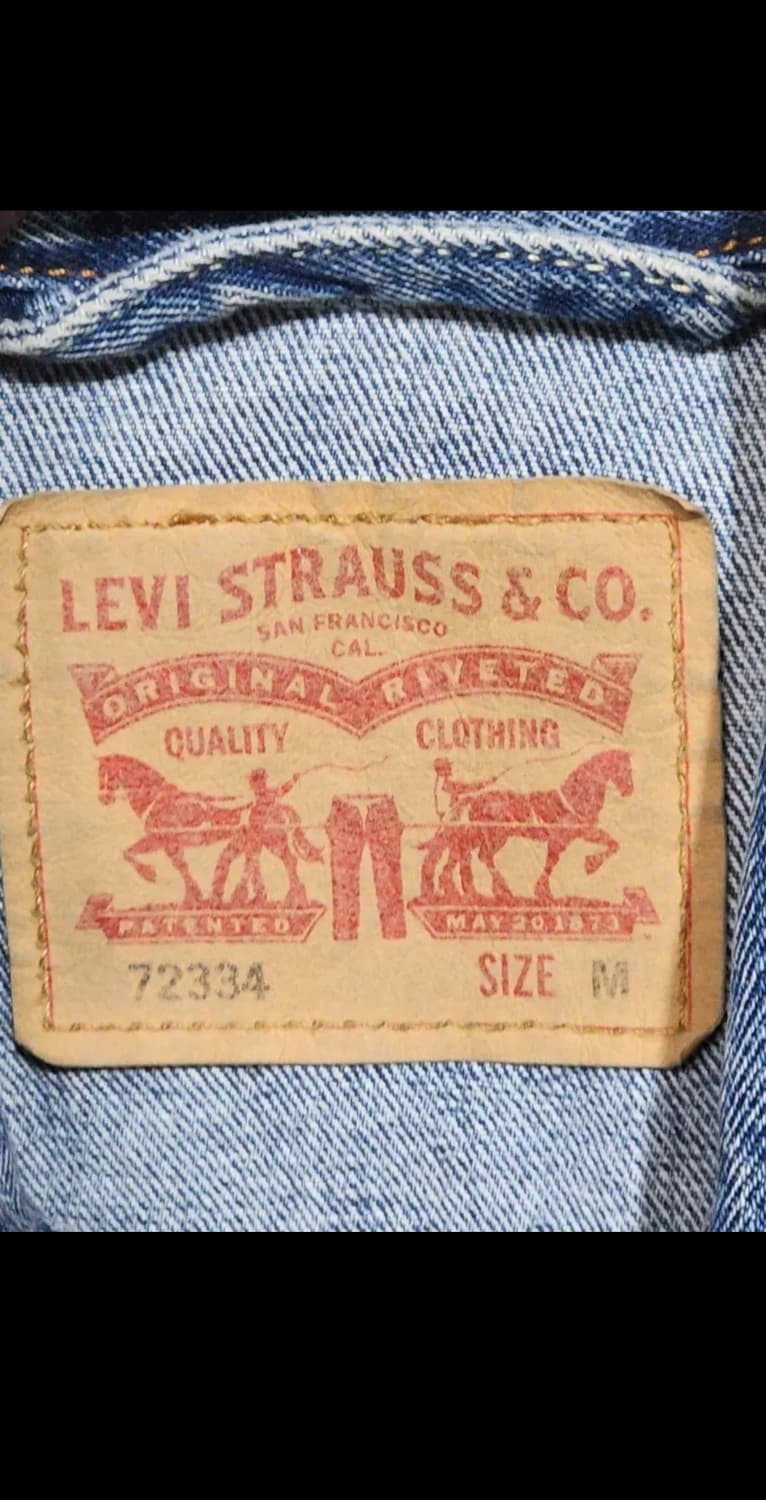 LEVI STRAUSS & CO.
SAN FRANCISCO
CAL.
ORIGINAL RIVETED
QUALITY CLOTHING
PATENTED MAY 20 1873
72334 SIZE M